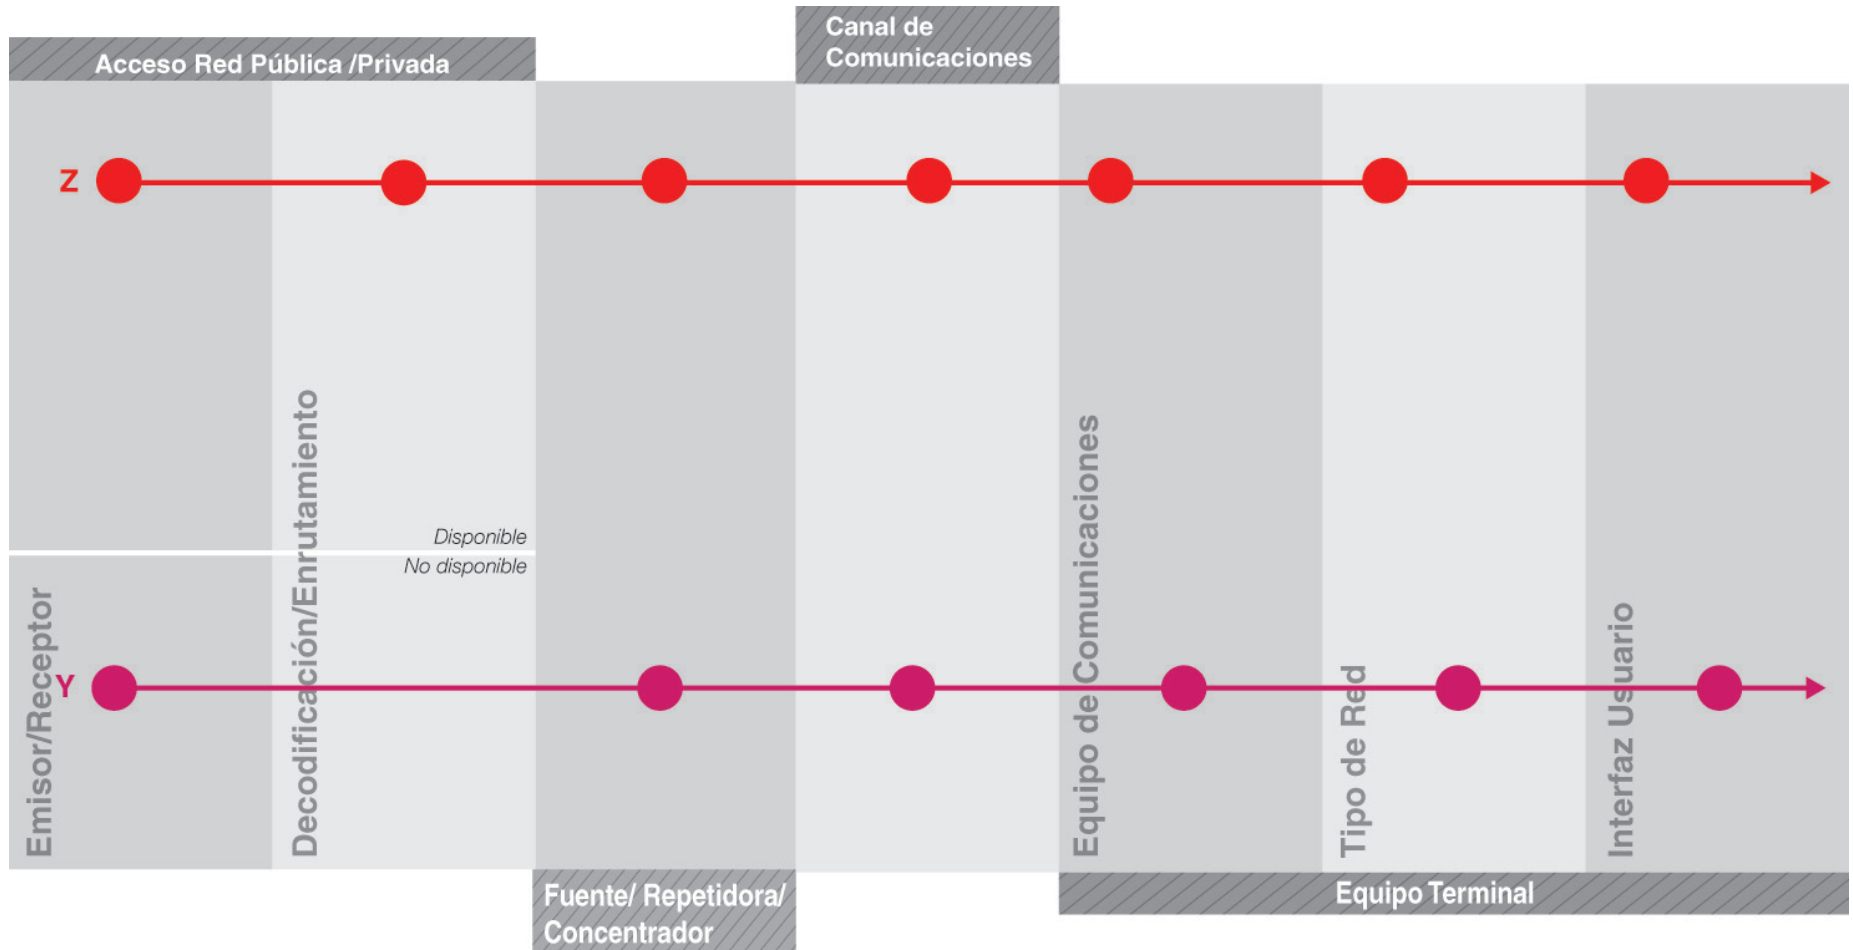 Canal de
Comunicaciones
Acceso Red Pública /Privada
Z
Disponible
No disponible
Y
Emisor/Receptor
Decodificación/Enrutamiento
Equipo de Comunicaciones
Tipo de Red
Interfaz Usuario
Fuente/ Repetidora/
Concentrador
Equipo Terminal